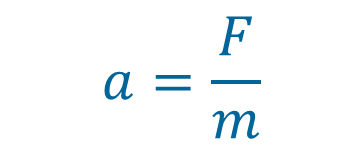 a = F/m